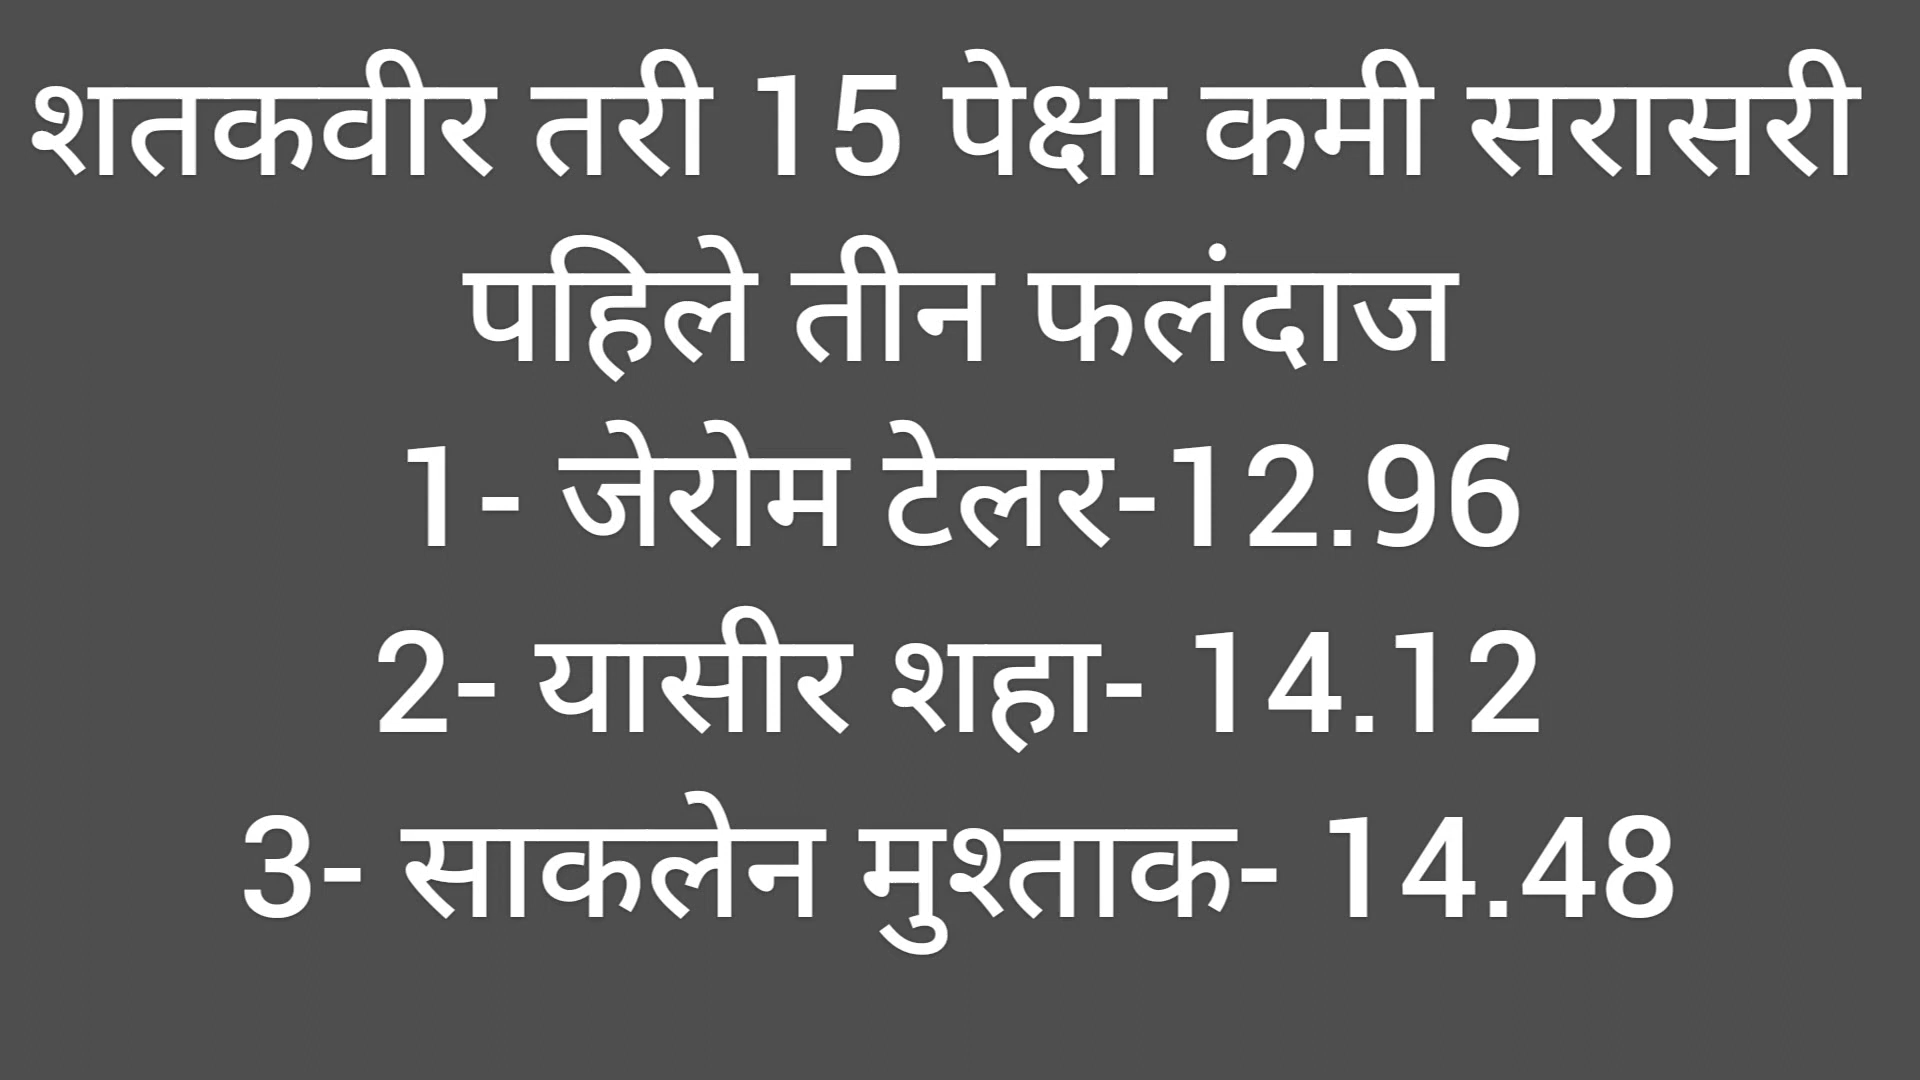 शतकवीर तरी 15 पेक्षा कमी सरासरी
पहिले तीन फलंदाज
1- जेरोम टेलर-12.96
2- यासीर शहा- 14.12
3- साकलेन मुश्ताक- 14.48